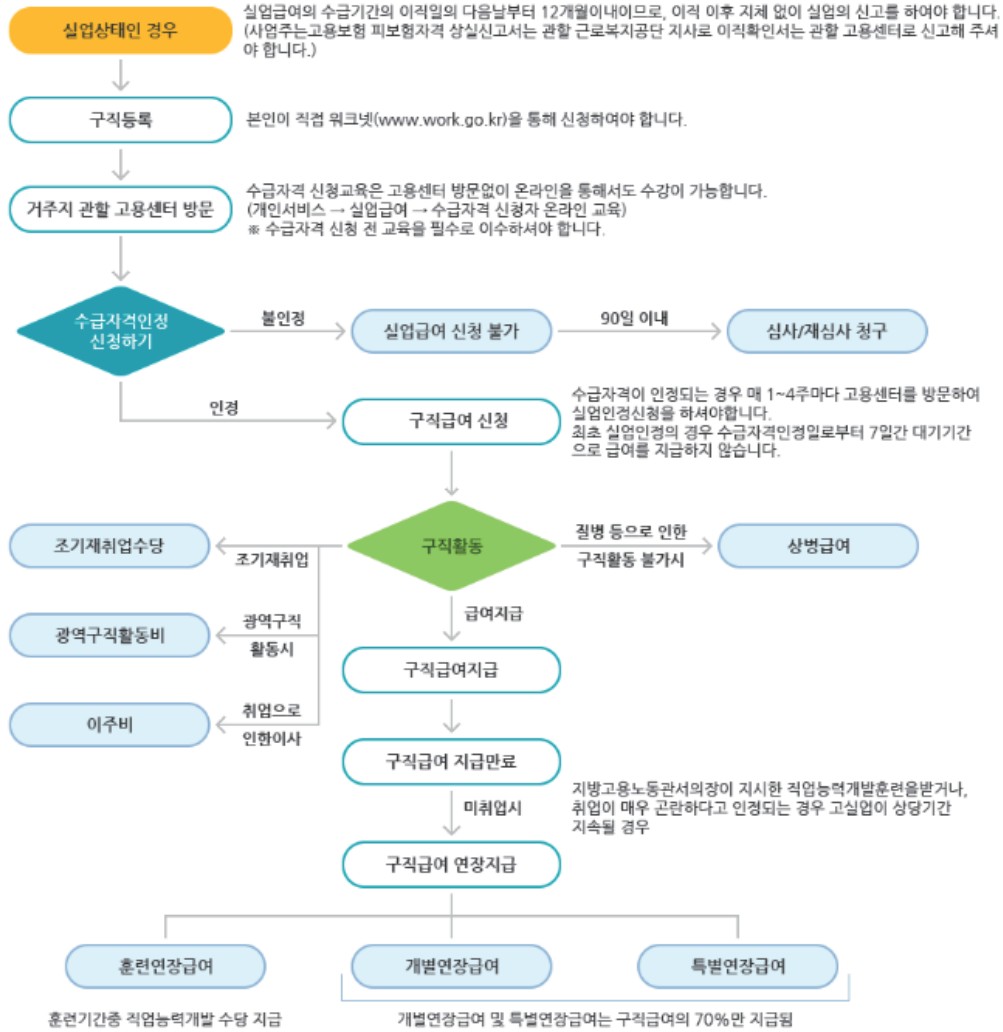 실업상태인 경우
실업급여의 수급기간의 이직일의 다음날부터 12개월이내이므로, 이직 이후 지체 없이 실업의 신고를 하여야 합니다.
(사업주는고용보험 피보험자격 상실신고서는 관할 근로복지공단 지사로 이직확인서는 관할 고용센터로 신고해 주셔
야 합니다.)
구직등록
본인이 직접 워크넷(www.work.go.kr)을 통해 신청하여야 합니다.
거주지 관할 고용센터 방문
수급자격 신청교육은 고용센터 방문없이 온라인을 통해서도 수강이 가능합니다.
(개인서비스 → 실업급여 → 수급자격 신청자 온라인 교육)
※ 수급자격 신청 전 교육을 필수로 이수하셔야 합니다.
수급자격인정
신청하기
불인정
실업급여 신청 불가
90일 이내
심사/재심사 청구
인정
구직급여 신청
수급자격이 인정되는 경우 매 1~4주마다 고용센터를 방문하여
실업인정신청을 하셔야합니다.
최초 실업인정의 경우 수급자격인정일로부터 7일간 대기기간
으로 급여를 지급하지 않습니다.
구직활동
질병 등으로 인한
구직활동 불가시
상병급여
조기재취업수당
조기재취업
광역구직활동비
광역구직
활동시
이주비
취업으로
인한이사
급여지급
구직급여지급
구직급여 지급만료
미취업시
지방고용노동관서의장이 지시한 직업능력개발훈련을받거나,
취업이 매우 곤란하다고 인정되는 경우 고실업이 상당기간
지속될 경우
구직급여 연장지급
훈련연장급여
개별연장급여
특별연장급여
훈련기간중 직업능력개발 수당 지급
개별연장급여 및 특별연장급여는 구직급여의 70%만 지급됨